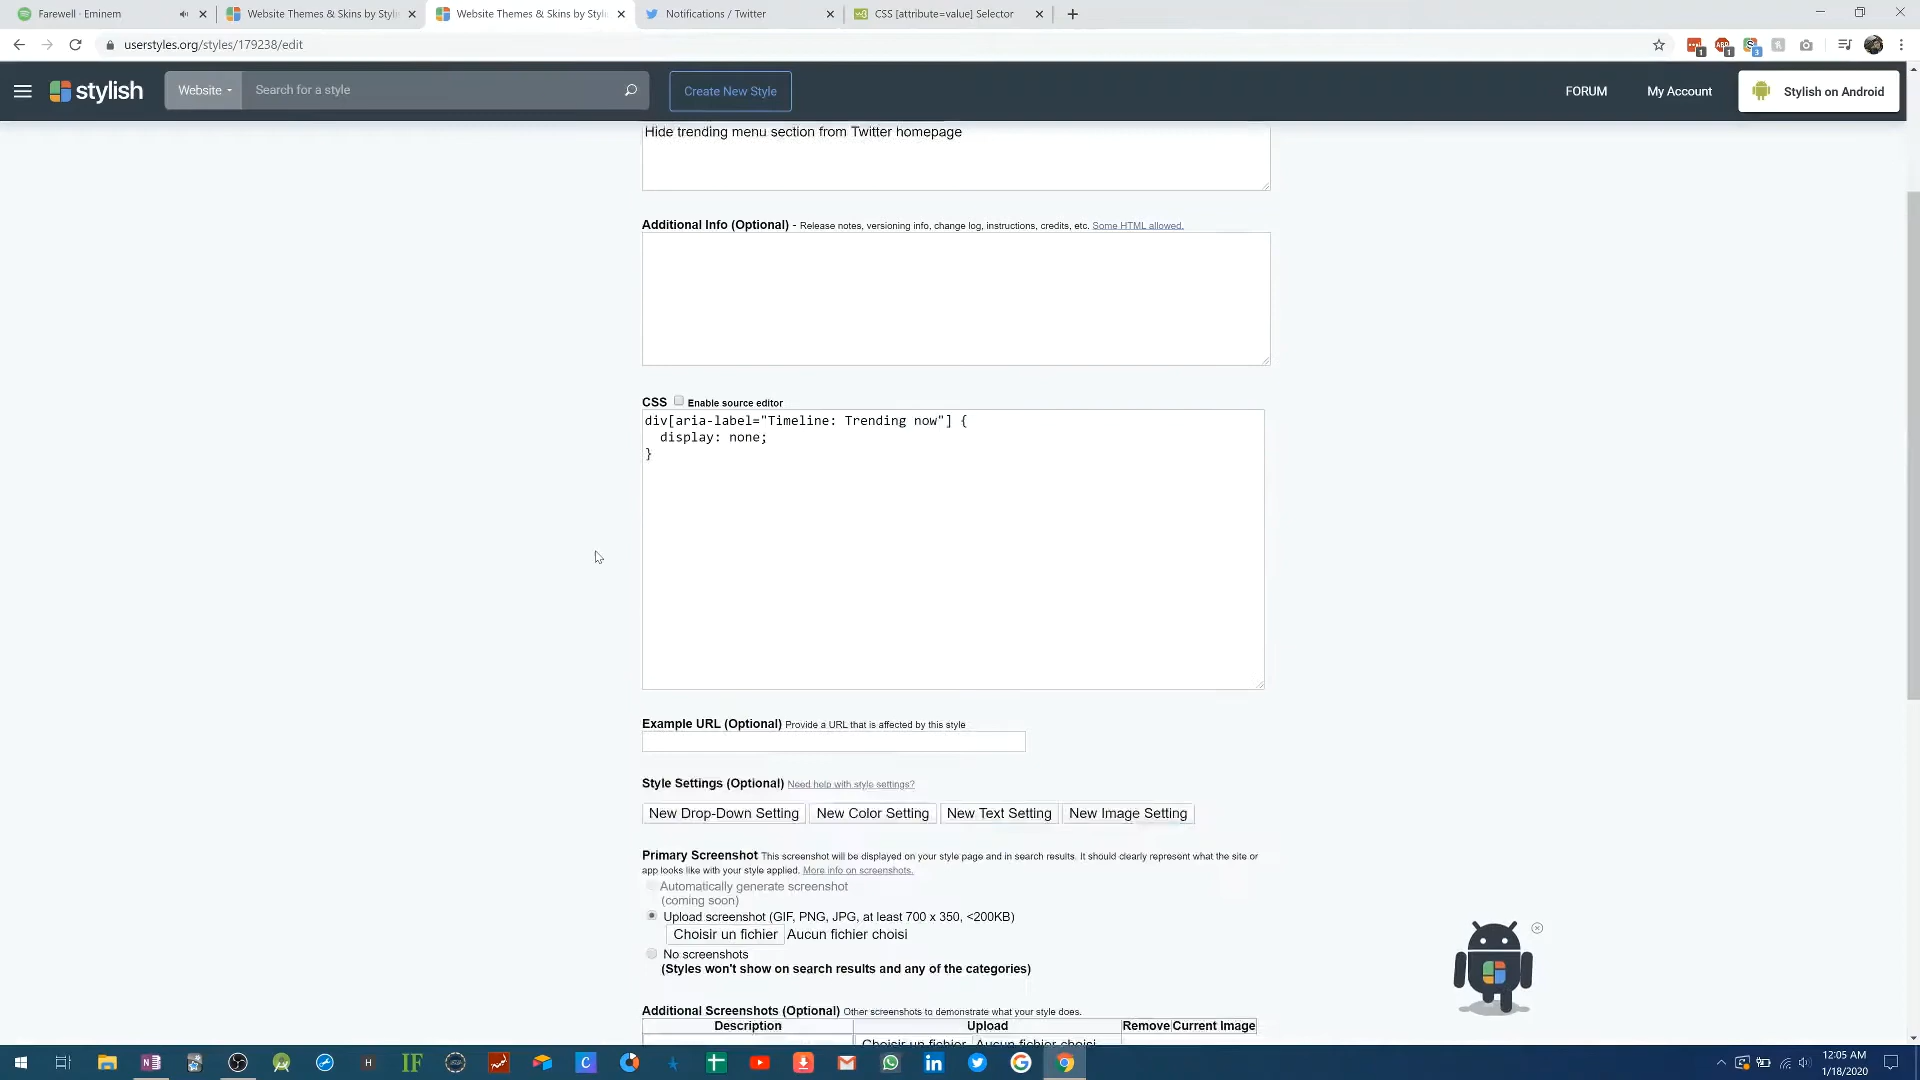 Farewell · Eminem
Website Themes & Skins by Styli
Website Themes & Skins by Styli
Notifications / Twitter
CSS [attribute=value] Selector
userstyles.org/styles/179238/edit
stylish
Website
Search for a style
Create New Style
FORUM
My Account
Stylish on Android
Hide trending menu section from Twitter homepage
Additional Info (Optional) - Release notes, versioning info, change log, instructions, credits, etc. Some HTML allowed.
CSS Enable source editor
div[aria-label="Timeline: Trending now"] {
display: none;
}
Example URL (Optional) Provide a URL that is affected by this style
Style Settings (Optional) Need help with style settings?
New Drop-Down Setting New Color Setting New Text Setting New Image Setting
Primary Screenshot This screenshot will be displayed on your style page and in search results. It should clearly represent what the site or
app looks like with your style applied. More info on screenshots.
Automatically generate screenshot
(coming soon)
Upload screenshot (GIF, PNG, JPG, at least 700 x 350, <200KB)
Choisir un fichier Aucun fichier choisi
No screenshots
(Styles won't show on search results and any of the categories)
Additional Screenshots (Optional) Other screenshots to demonstrate what your style does.
Description Upload Remove Current Image
Choisir un fichier Aucun fichier choisi
12:05 AM
1/18/2020